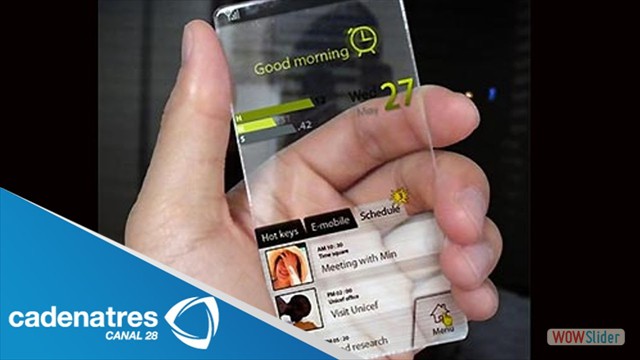 Good morning
Wed 27
May
H
S
.42
Hot keys E-mobile Schedule
AM 10:30
Time square
Meeting with Min
PM 02:00
Unicef office
Visit Unicef
research
Menu
cadenatres
CANAL 28
WOWSlider